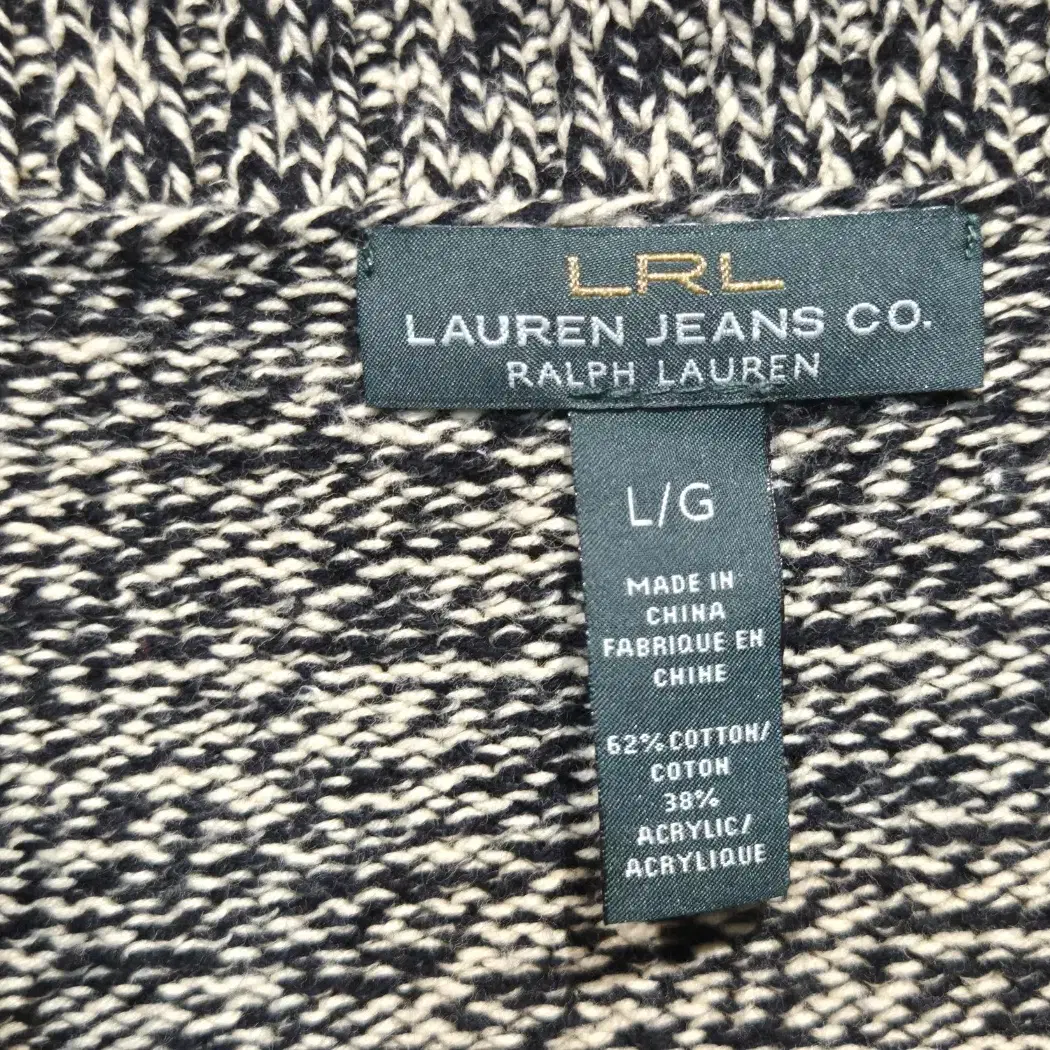 LRL
LAUREN JEANS CO.
RALPH LAUREN
L/G
MADE IN
CHINA
FABRIQUE EN
CHINE
62% COTTON/
COTON
38%
ACRYLIC/
ACRYLIQUE